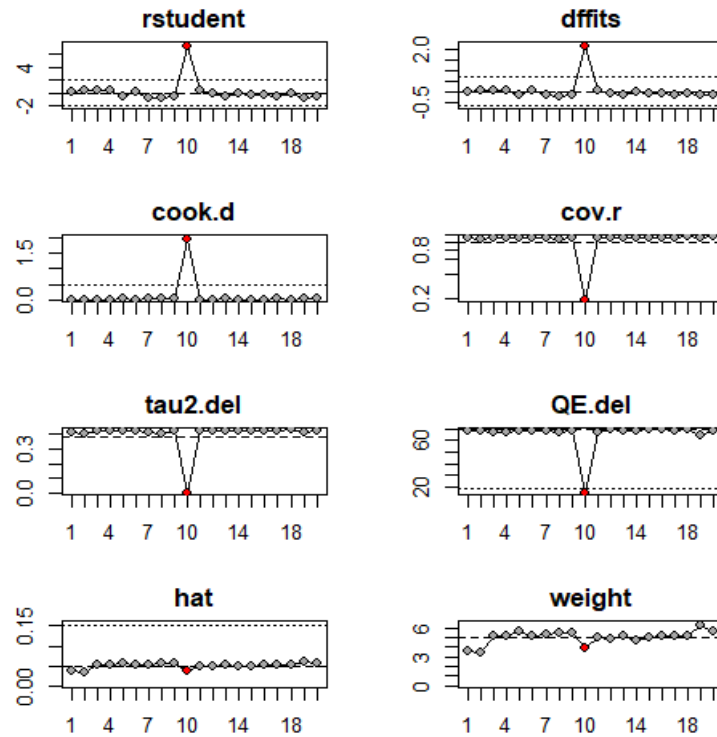 rstudent
4
-2
1 4 7 10 14 18
dffits
2.0
-0.5
1 4 7 10 14 18
cook.d
1.5
0.0
1 4 7 10 14 18
cov.r
0.8
0.2
1 4 7 10 14 18
tau2.del
0.3
0.0
1 4 7 10 14 18
QE.del
60
20
1 4 7 10 14 18
hat
0.15
0.00
1 4 7 10 14 18
weight
6
3
0
1 4 7 10 14 18